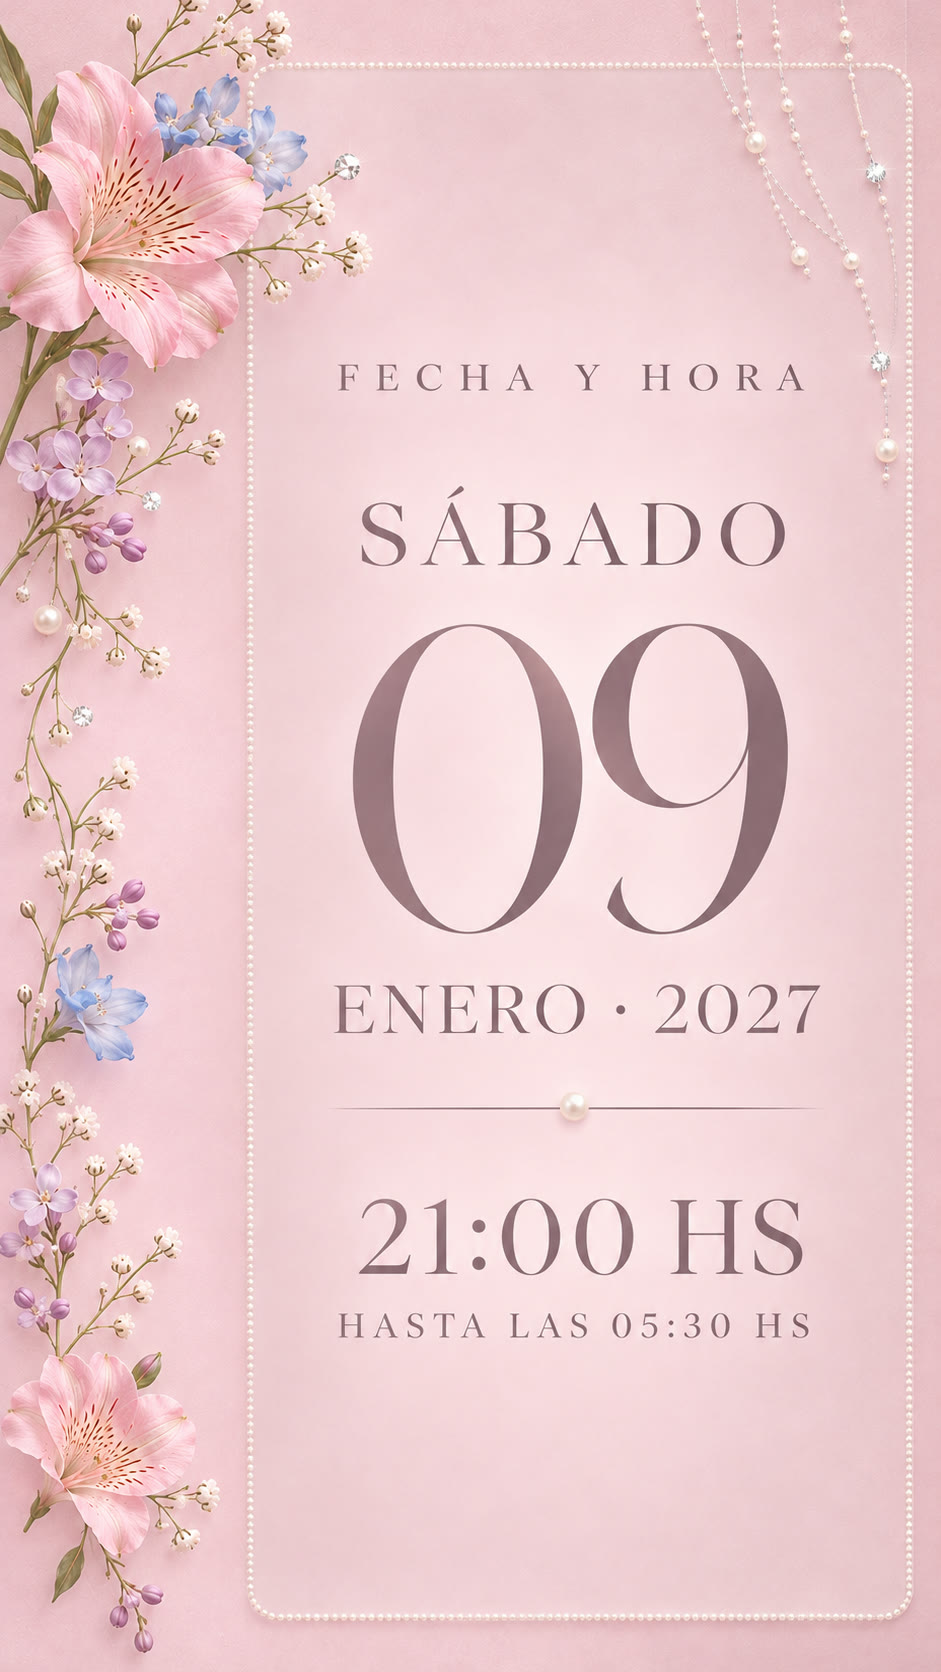 FECHA Y HORA
SÁBADO
09
ENERO · 2027
21:00 HS
HASTA LAS 05:30 HS